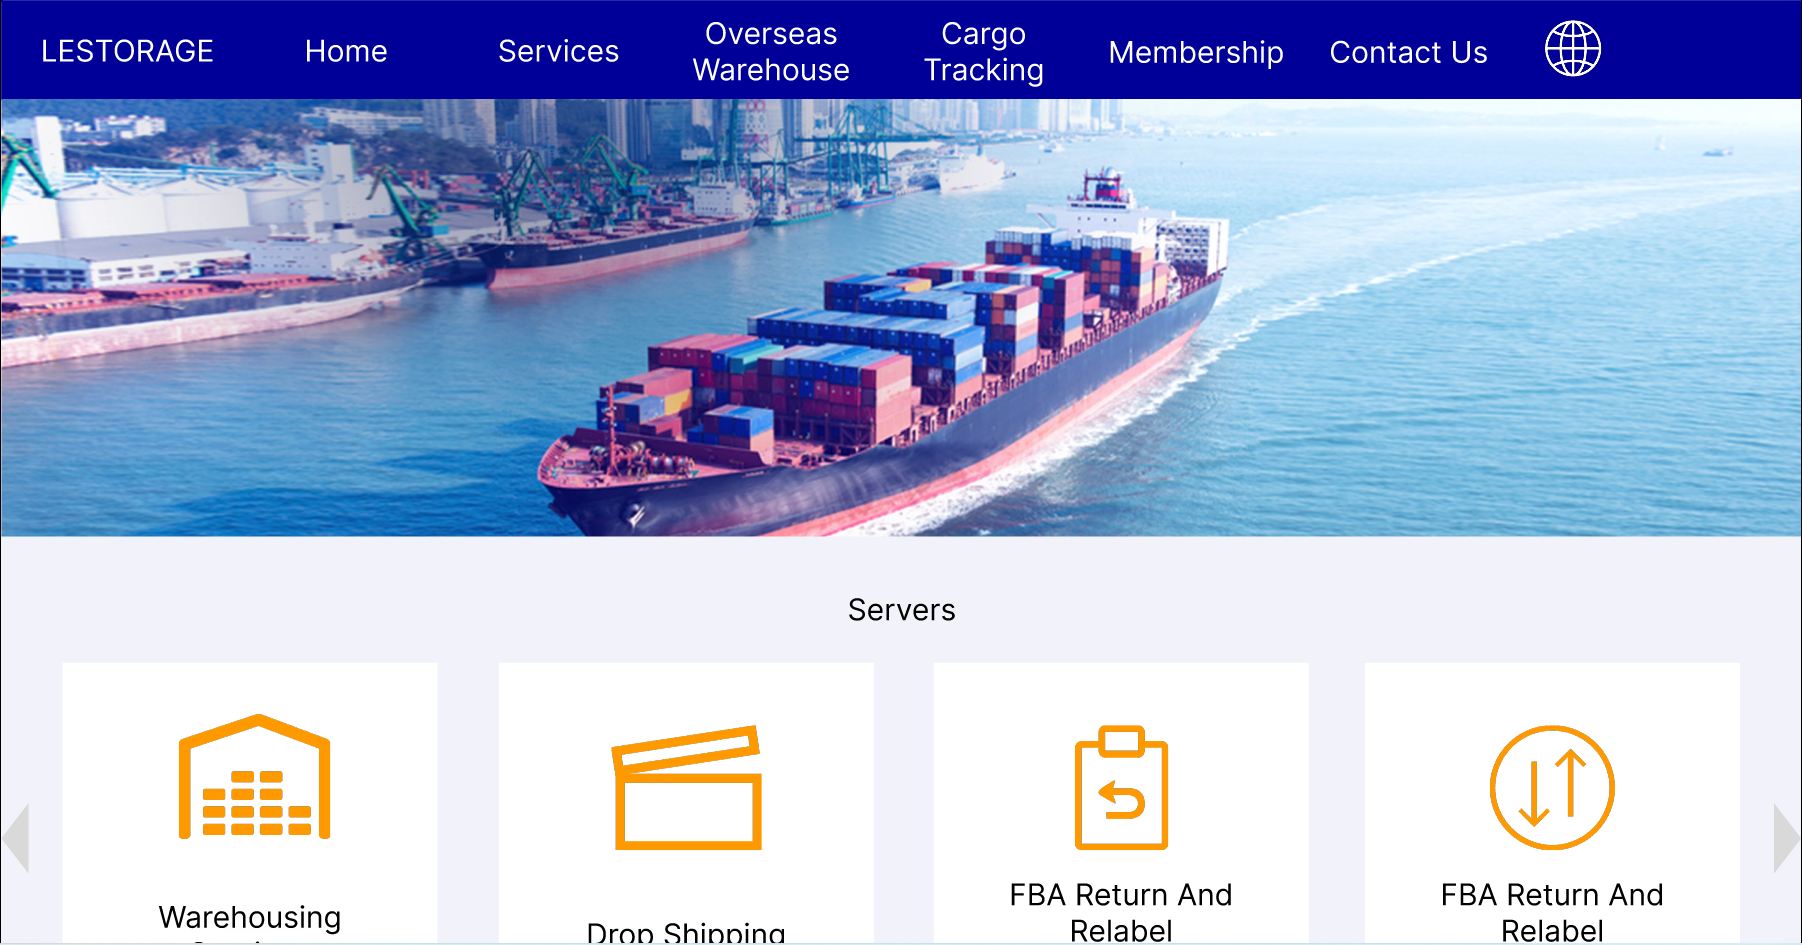 LESTORAGE
Home
Services
Overseas
Warehouse
Cargo
Tracking
Membership
Contact Us
Servers
Warehousing
Drop Shipping
FBA Return And
Relabel
FBA Return And
Relabel